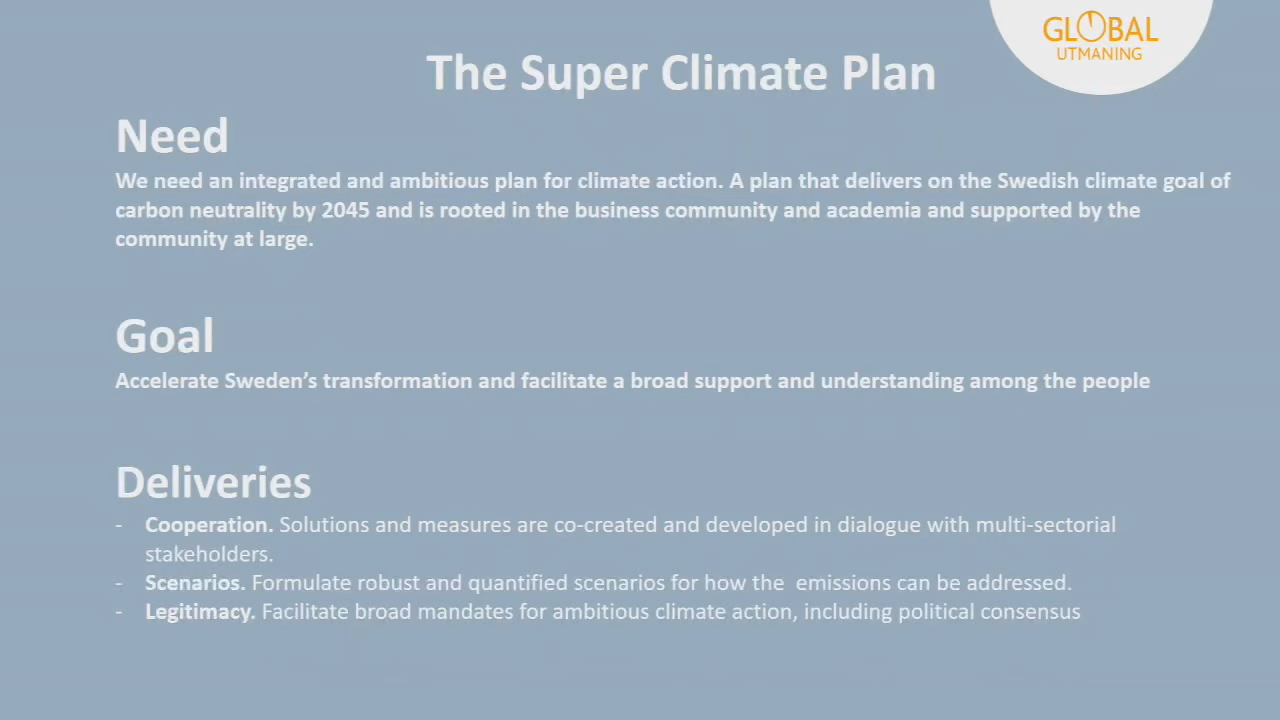 GLOBAL
UTMANING
The Super Climate Plan
Need
We need an integrated and ambitious plan for climate action. A plan that delivers on the Swedish climate goal of
carbon neutrality by 2045 and is rooted in the business community and academia and supported by the
community at large.
Goal
Accelerate Sweden’s transformation and facilitate a broad support and understanding among the people
Deliveries
- Cooperation. Solutions and measures are co-created and developed in dialogue with multi-sectorial
stakeholders.
- Scenarios. Formulate robust and quantified scenarios for how the  emissions can be addressed.
- Legitimacy. Facilitate broad mandates for ambitious climate action, including political consensus